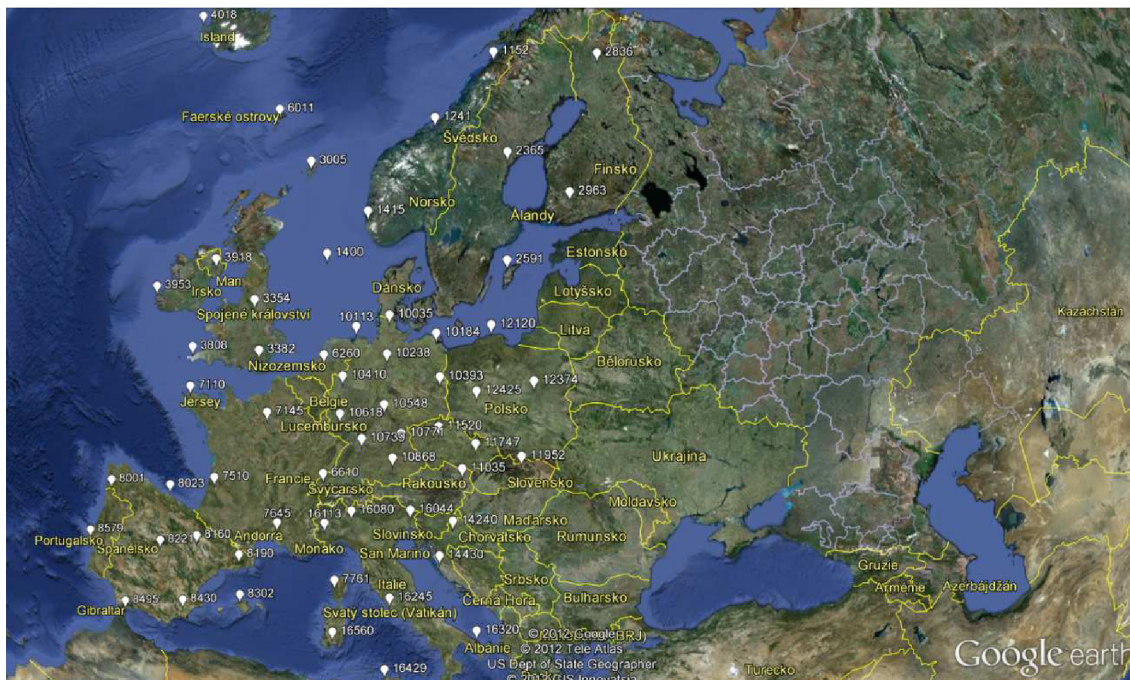 4018
Island
1152
2836
6011
Faerské ostrovy
1241
Švédsko
2365
3005
Finsko
2963
Norsko
1415
Alandy
1400
3918
Man
2591
Estonsko
3953
Irsko
3354
Dánsko
Lotyšsko
Spojené království
10113
10035
Kazachstán
10184
12120
Litva
3808
3382
Nizozemsko
6260
10238
Bělorusko
7110
Jersey
10410
10393
12374
12425
Belgie
10548
Polsko
7145
10618
Lucembursko
11520
10739
10771
11747
Ukrajina
10868
11952
8001
8023
7510
6610
Francie
Švýcarsko
Rakousko
11035
Slovensko
Moldavsko
16113
16080
16044
14240
Maďarsko
8579
7645
Portugalsko
8160
8221
Španělsko
Andorra
Slovinsko
Chorvatsko
Rumunsko
Monako
8190
San Marino
14430
Gruzie
7761
Itálie
Srbsko
Arménie
Ázerbájdžán
8495
8430
8302
16245
Černá Hora
Bulharsko
Gibraltar
Svatý stolec (Vatikán)
16560
16320
© 2012 Google
(BRJ)
Albánie
© 2012 Tele Atlas
Google earth
16429
US Dept of State Geographer
Turecko